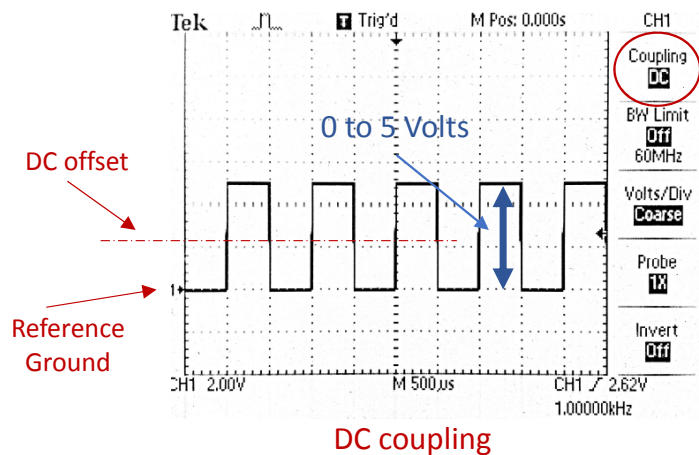 Tek
T Trig'd
M Pos: 0.000s
CH1
Coupling
DC
BW Limit
Off
60MHz
0 to 5 Volts
DC offset
Volts/Div
Coarse
Probe
1X
1
Reference
Ground
Invert
Off
CH1 2.00V
M 500µs
CH1 / 2.62V
1.00000kHz
DC coupling